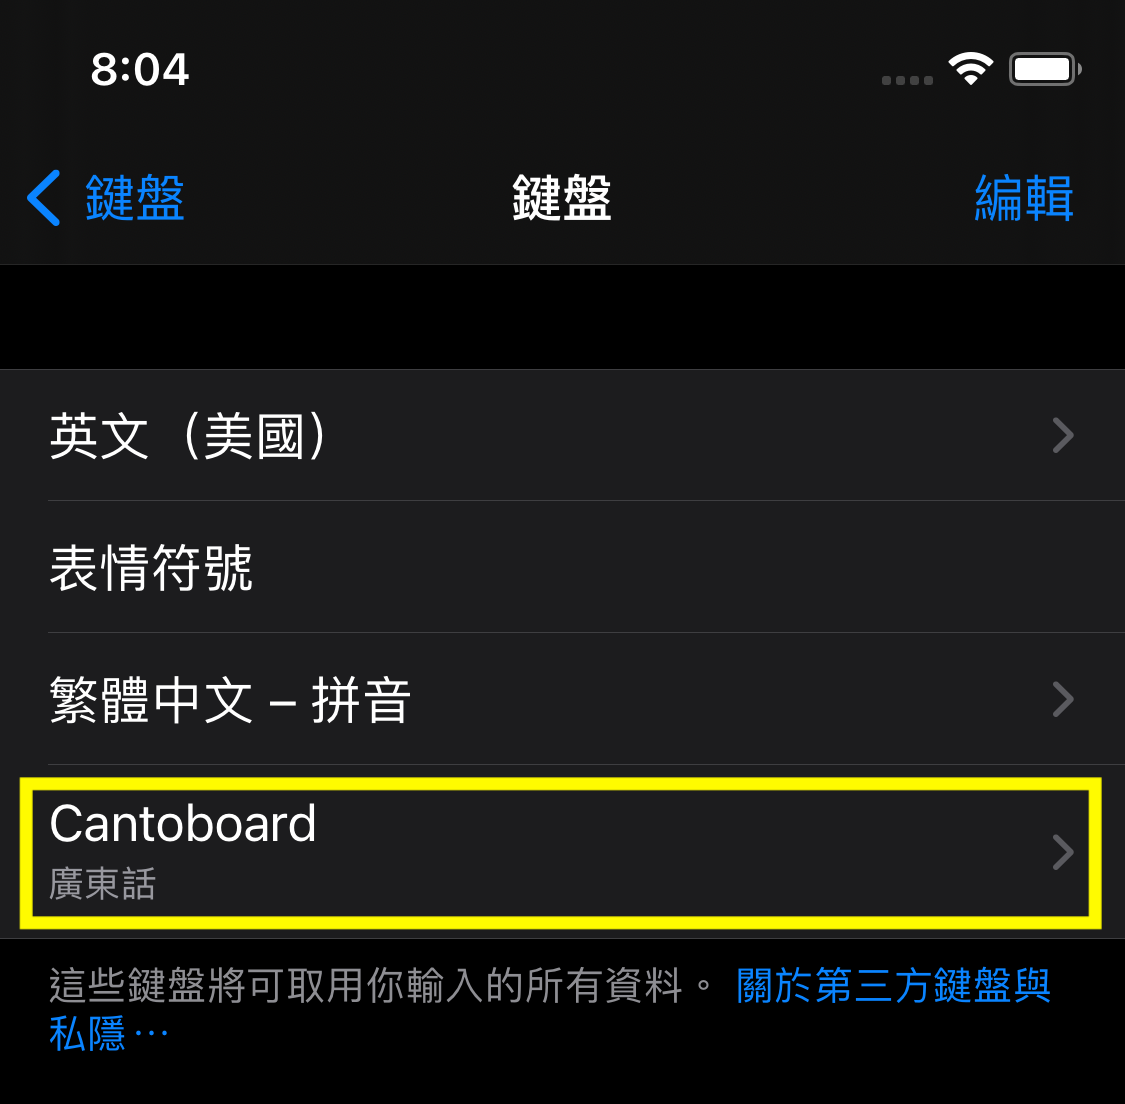 8:04
鍵盤 鍵盤 編輯
英文（美國）
表情符號
繁體中文 – 拼音
Cantoboard
廣東話
這些鍵盤將可取用你輸入的所有資料。 關於第三方鍵盤與
私隱⋯